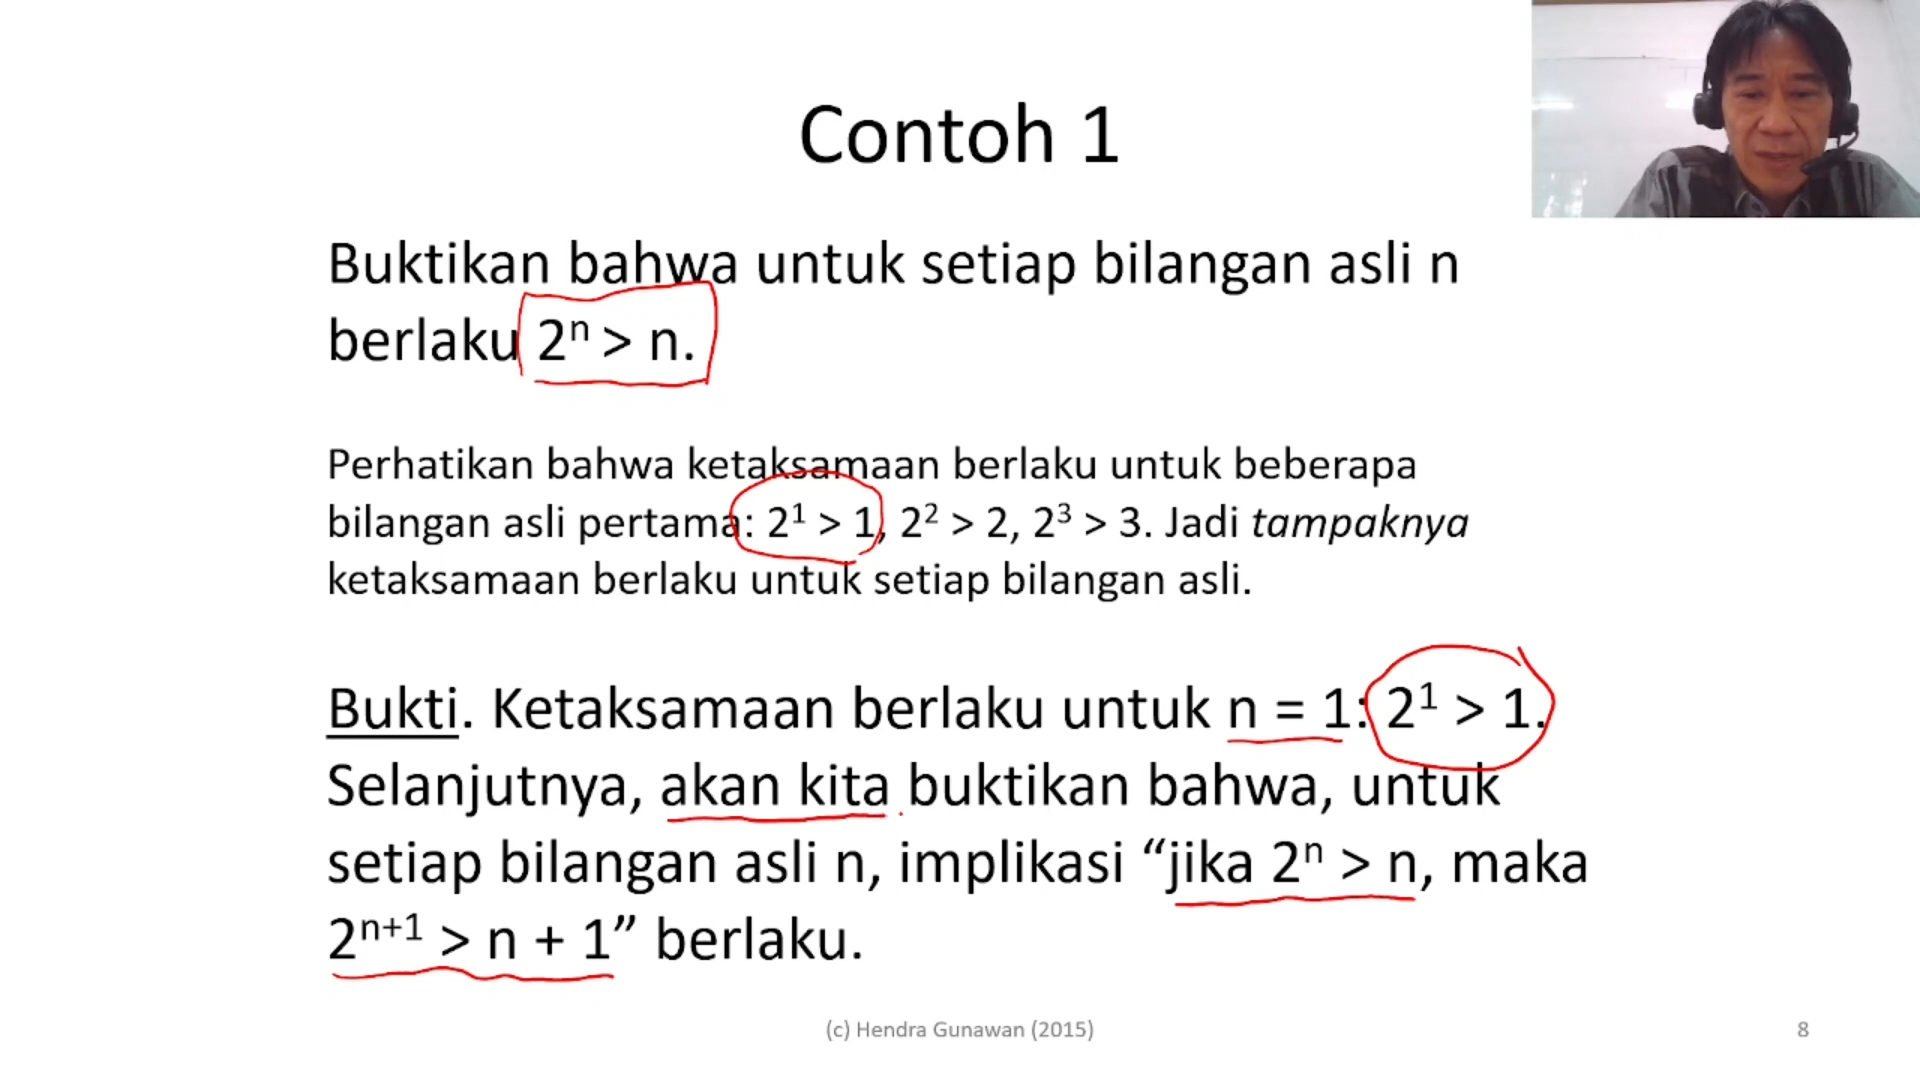 Contoh 1
Buktikan bahwa untuk setiap bilangan asli n
berlaku 2ⁿ > n.
Perhatikan bahwa ketaksamaan berlaku untuk beberapa
bilangan asli pertama: 2¹ > 1, 2² > 2, 2³ > 3. Jadi tampaknya
ketaksamaan berlaku untuk setiap bilangan asli.
Bukti. Ketaksamaan berlaku untuk n = 1: 2¹ > 1.
Selanjutnya, akan kita buktikan bahwa, untuk
setiap bilangan asli n, implikasi “jika 2ⁿ > n, maka
2ⁿ⁺¹ > n + 1” berlaku.
(c) Hendra Gunawan (2015)
8